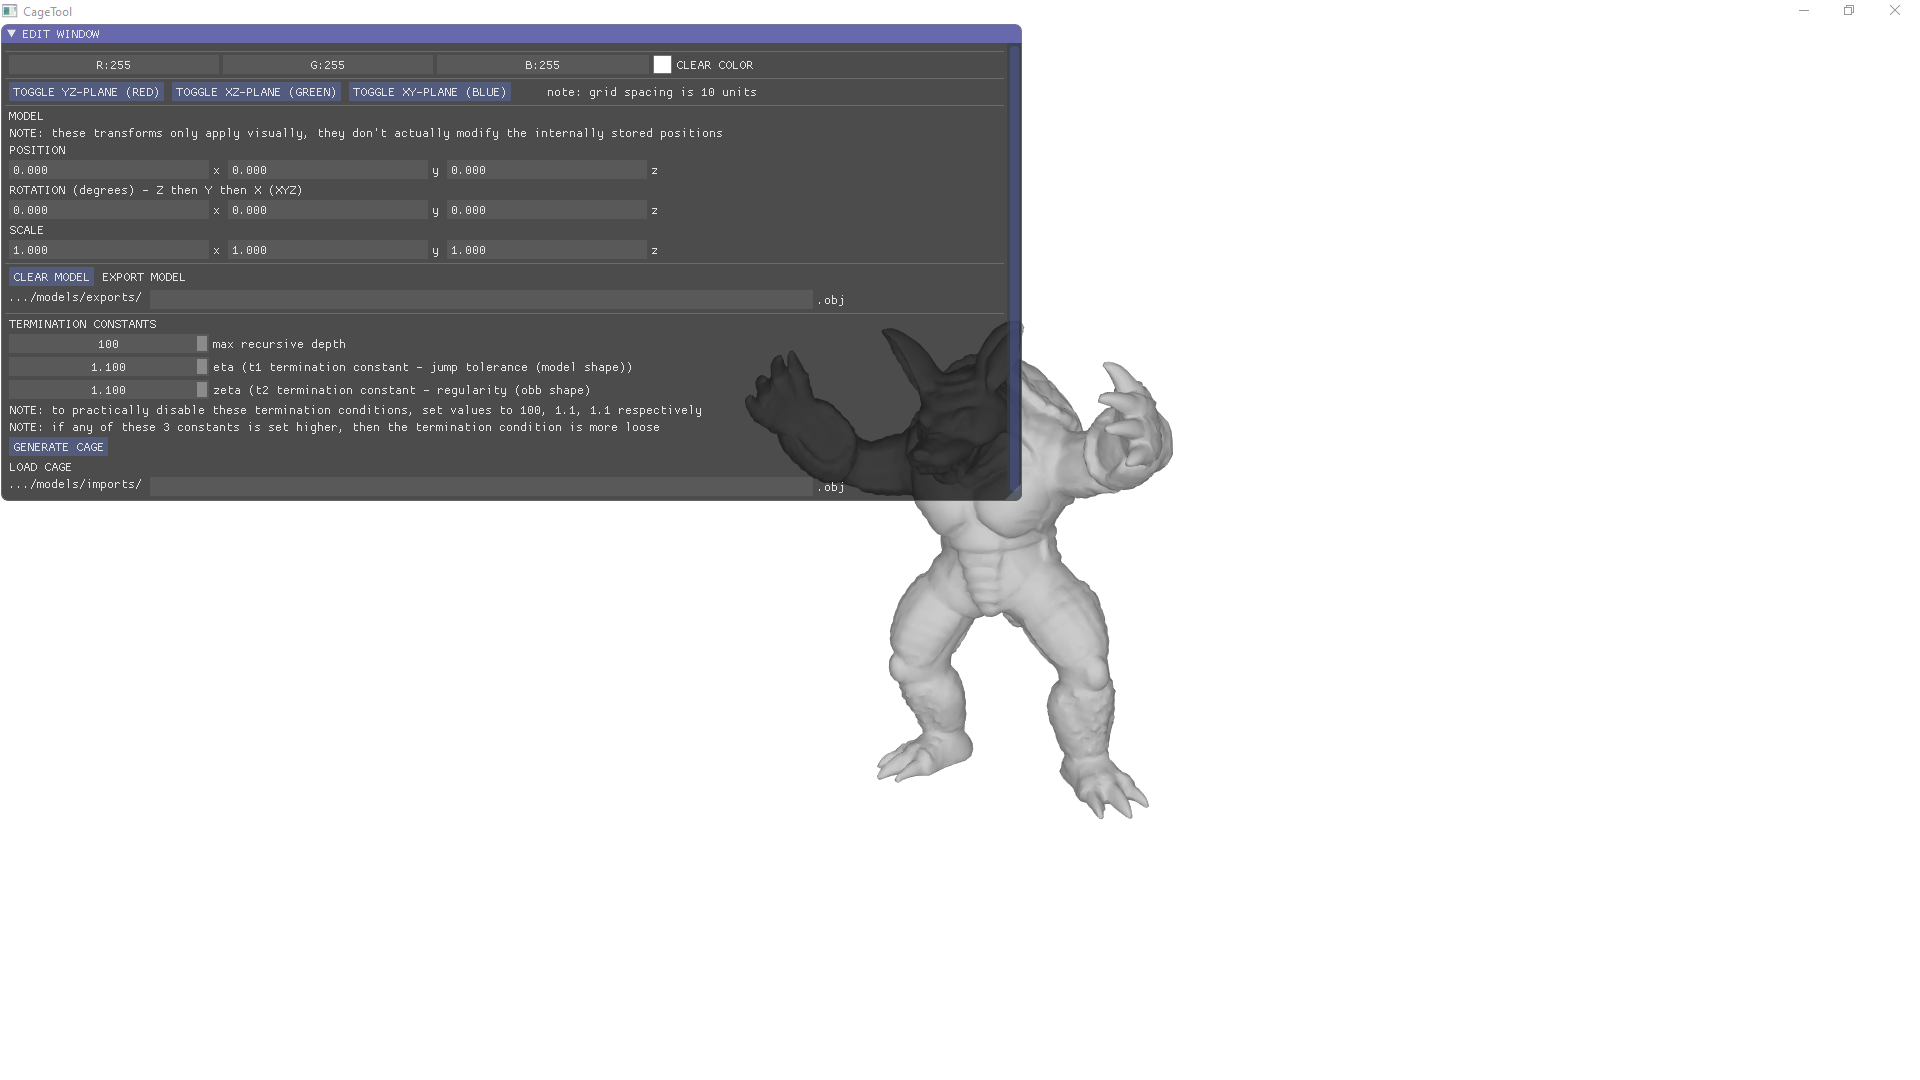 CageTool
EDIT WINDOW
R:255 G:255 B:255 CLEAR COLOR
TOGGLE YZ-PLANE (RED) TOGGLE XZ-PLANE (GREEN) TOGGLE XY-PLANE (BLUE) note: grid spacing is 10 units
MODEL
NOTE: these transforms only apply visually, they don't actually modify the internally stored positions
POSITION
0.000 x 0.000 y 0.000 z
ROTATION (degrees) - Z then Y then X (XYZ)
0.000 x 0.000 y 0.000 z
SCALE
1.000 x 1.000 y 1.000 z
CLEAR MODEL EXPORT MODEL
.../models/exports/ .obj
TERMINATION CONSTANTS
100 max recursive depth
1.100 eta (t1 termination constant - jump tolerance (model shape))
1.100 zeta (t2 termination constant - regularity (obb shape)
NOTE: to practically disable these termination conditions, set values to 100, 1.1, 1.1 respectively
NOTE: if any of these 3 constants is set higher, then the termination condition is more loose
GENERATE CAGE
LOAD CAGE
.../models/imports/ .obj